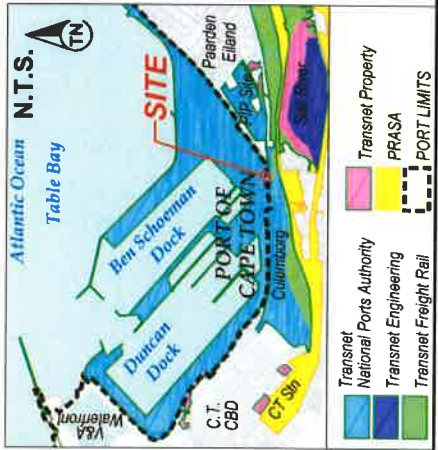 Atlantic Ocean
N.T.S.
TN
Table Bay
SITE
Paarden
Eiland
V&A
Waterfront
Ben Schoeman
Dock
PJP Site
Duncan
Dock
PORT OF
CAPE TOWN
Salt River
Culemborg
C.T.
CBD
CT Stn
Transnet
National Ports Authority
Transnet Engineering
Transnet Freight Rail
Transnet Property
PRASA
PORT LIMITS